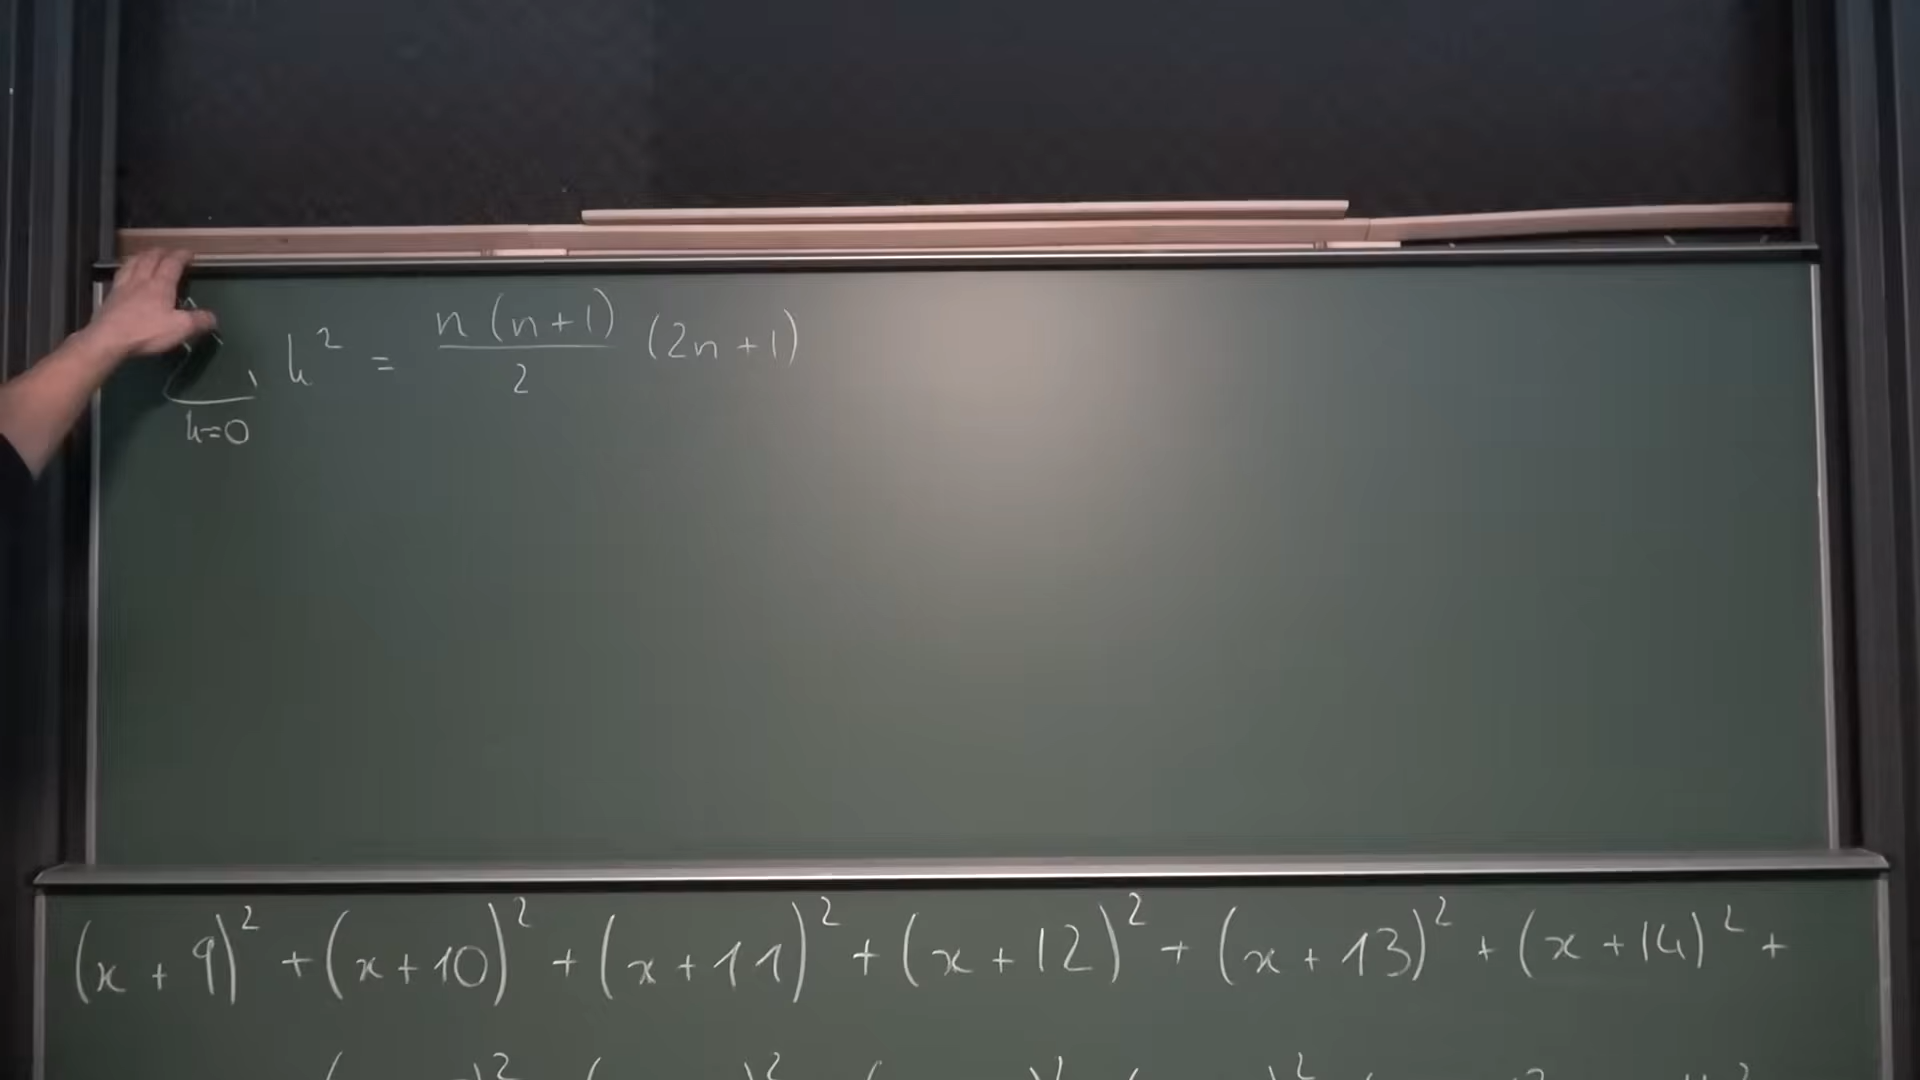 n
∑ k² = n(n+1)/2 (2n+1)
k=0
(x+9)² + (x+10)² + (x+11)² + (x+12)² + (x+13)² + (x+14)² +